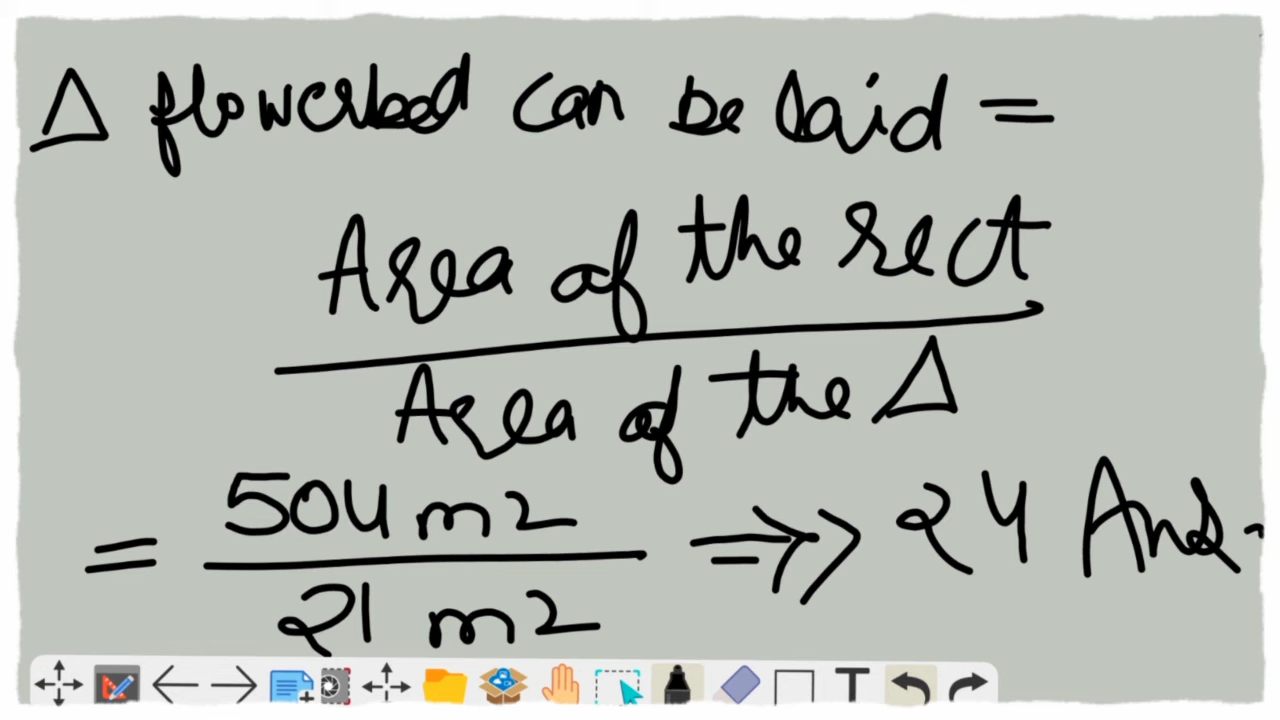 Δ flowerbed can be laid =
Area of the rect
Area of the Δ
= 504 m2 ⇒> 24 Ans.
21 m2
T